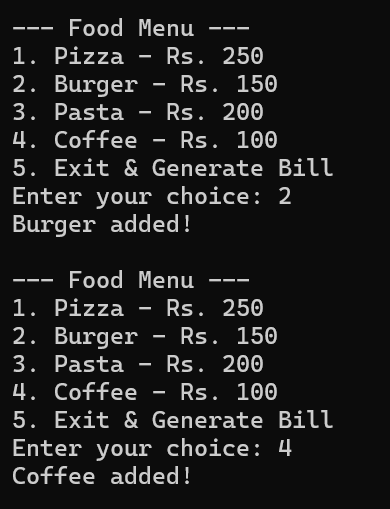 --- Food Menu ---
1. Pizza - Rs. 250
2. Burger - Rs. 150
3. Pasta - Rs. 200
4. Coffee - Rs. 100
5. Exit & Generate Bill
Enter your choice: 2
Burger added!

--- Food Menu ---
1. Pizza - Rs. 250
2. Burger - Rs. 150
3. Pasta - Rs. 200
4. Coffee - Rs. 100
5. Exit & Generate Bill
Enter your choice: 4
Coffee added!